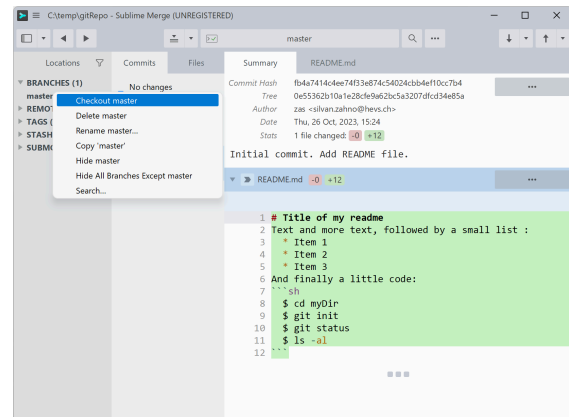 C:\temp\gitRepo - Sublime Merge (UNREGISTERED)
master
Locations
Commits
Files
Summary
README.md
BRANCHES (1)
master
REMOT
TAGS (
STASH
SUBMO
Checkout master
Delete master
Rename master...
Copy 'master'
Hide master
Hide All Branches Except master
Search...
No changes
Commit Hash fb4a7414c4ee74f33e874c54024cbb4ef10cc7b4
Tree 0e55362b10a1e28cfe9a62bc5a3207dfcd34e85a
Author zas <silvan.zahno@hevs.ch>
Date Thu, 26 Oct, 2023, 15:24
Stats 1 file changed: -0 +12
Initial commit. Add README file.
README.md -0 +12
1 # Title of my readme
2 Text and more text, followed by a small list :
3 * Item 1
4 * Item 2
5 * Item 3
6 And finally a little code:
7 ```sh
8 $ cd myDir
9 $ git init
10 $ git status
11 $ ls -al
12 ```